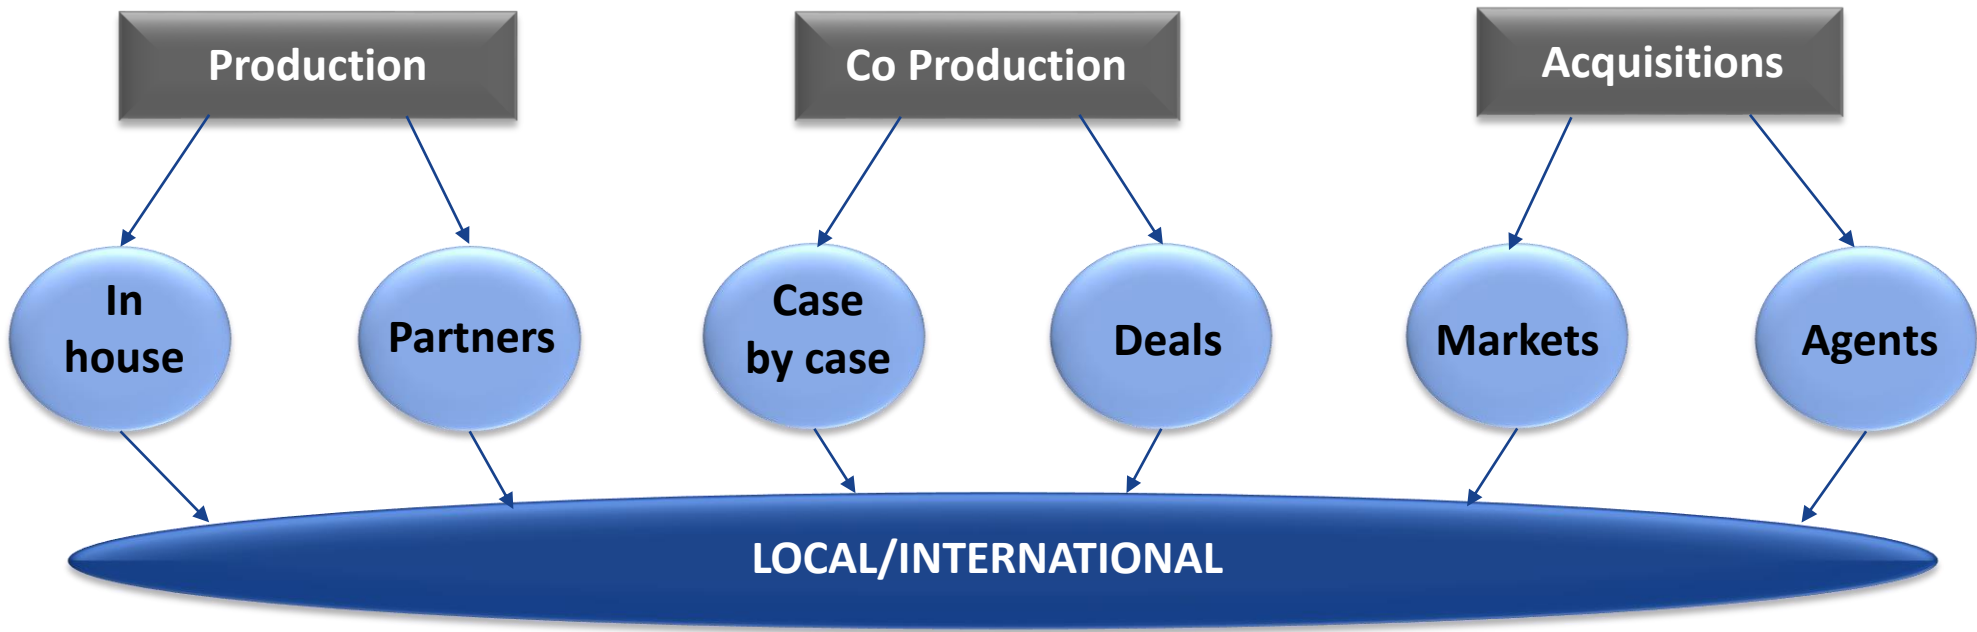 Production
Co Production
Acquisitions
In
house
Partners
Case
by case
Deals
Markets
Agents
LOCAL/INTERNATIONAL